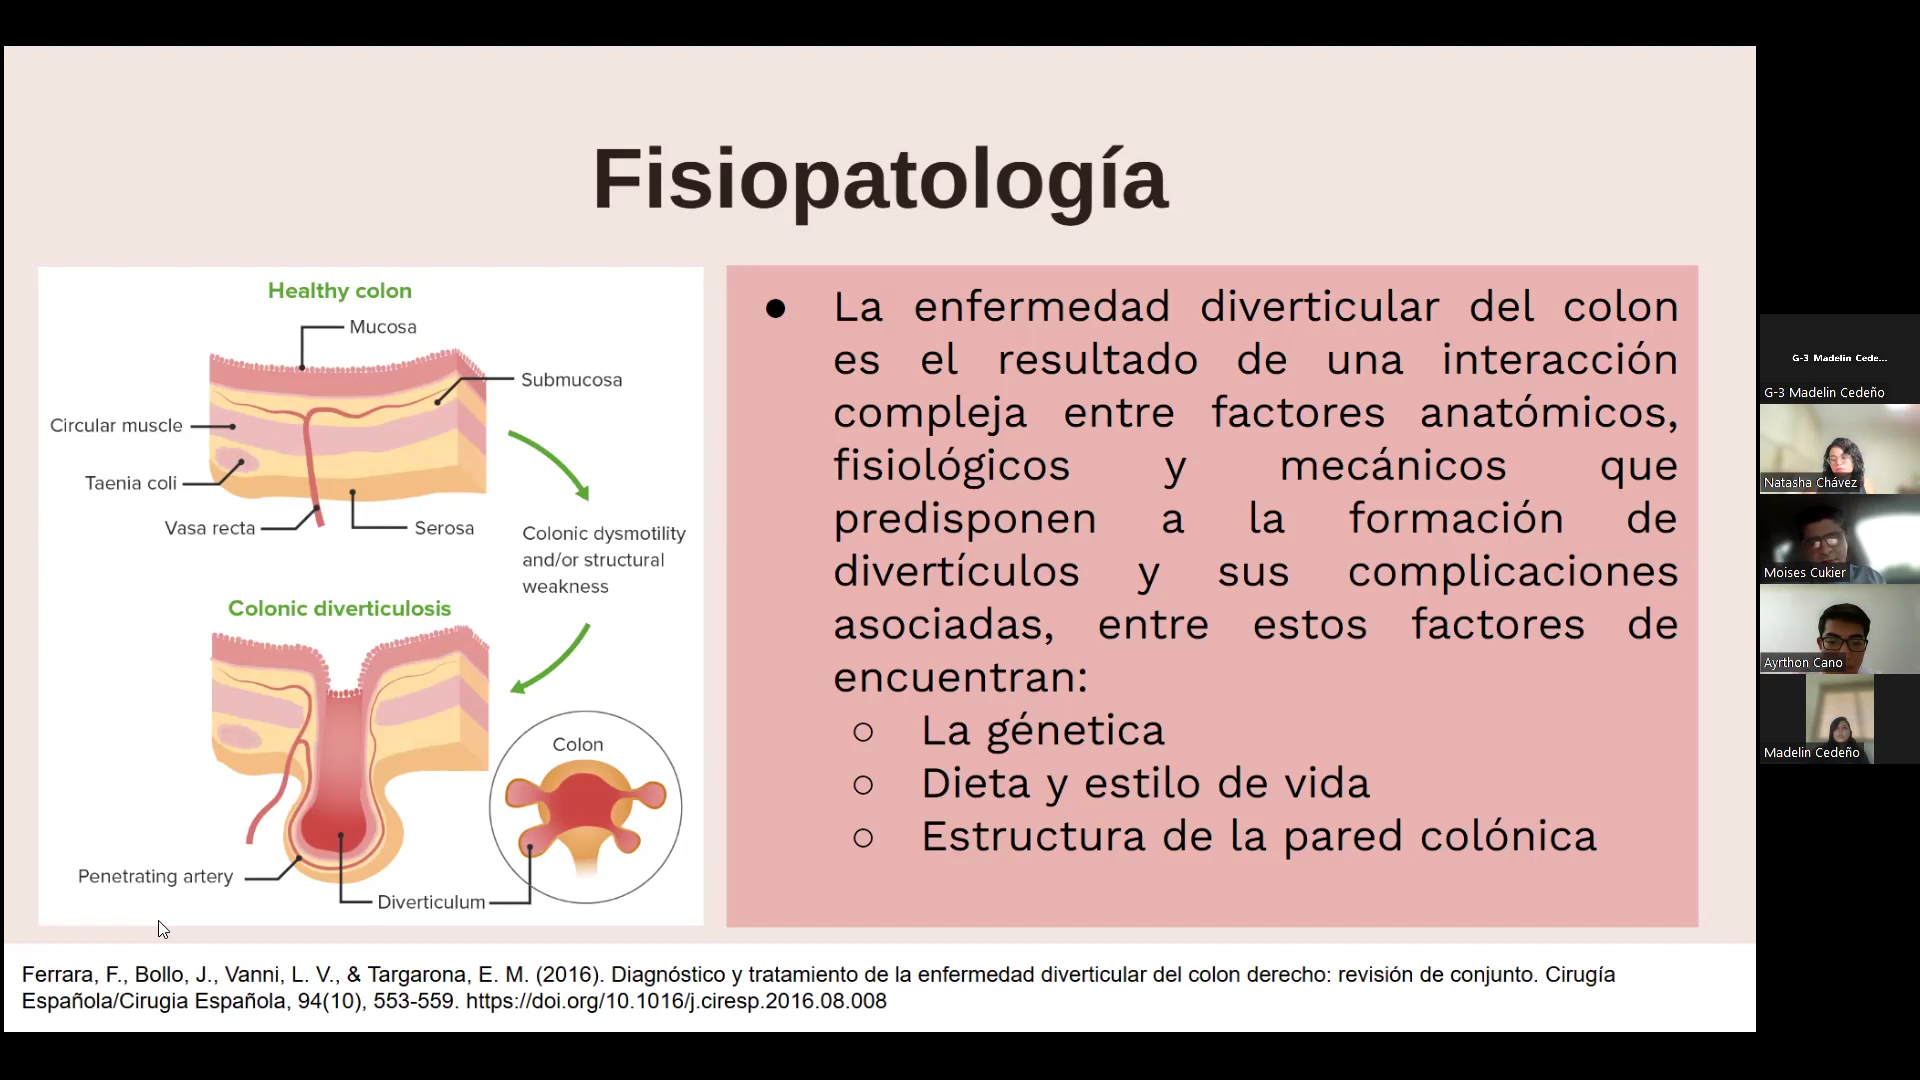 Fisiopatología
Healthy colon
Mucosa
Submucosa
Circular muscle
Taenia coli
Vasa recta
Serosa
Colonic dysmotility
and/or structural
weakness
Colonic diverticulosis
Colon
Penetrating artery
Diverticulum
● La enfermedad diverticular del colon
es el resultado de una interacción
compleja entre factores anatómicos,
fisiológicos y mecánicos que
predisponen a la formación de
divertículos y sus complicaciones
asociadas, entre estos factores de
encuentran:
○ La génetica
○ Dieta y estilo de vida
○ Estructura de la pared colónica
Ferrara, F., Bollo, J., Vanni, L. V., & Targarona, E. M. (2016). Diagnóstico y tratamiento de la enfermedad diverticular del colon derecho: revisión de conjunto. Cirugía
Española/Cirugia Española, 94(10), 553-559. https://doi.org/10.1016/j.ciresp.2016.08.008
G-3 Madelin Cede...
G-3 Madelin Cedeño
Natasha Chávez
Moises Cukier
Ayrthon Cano
Madelin Cedeño